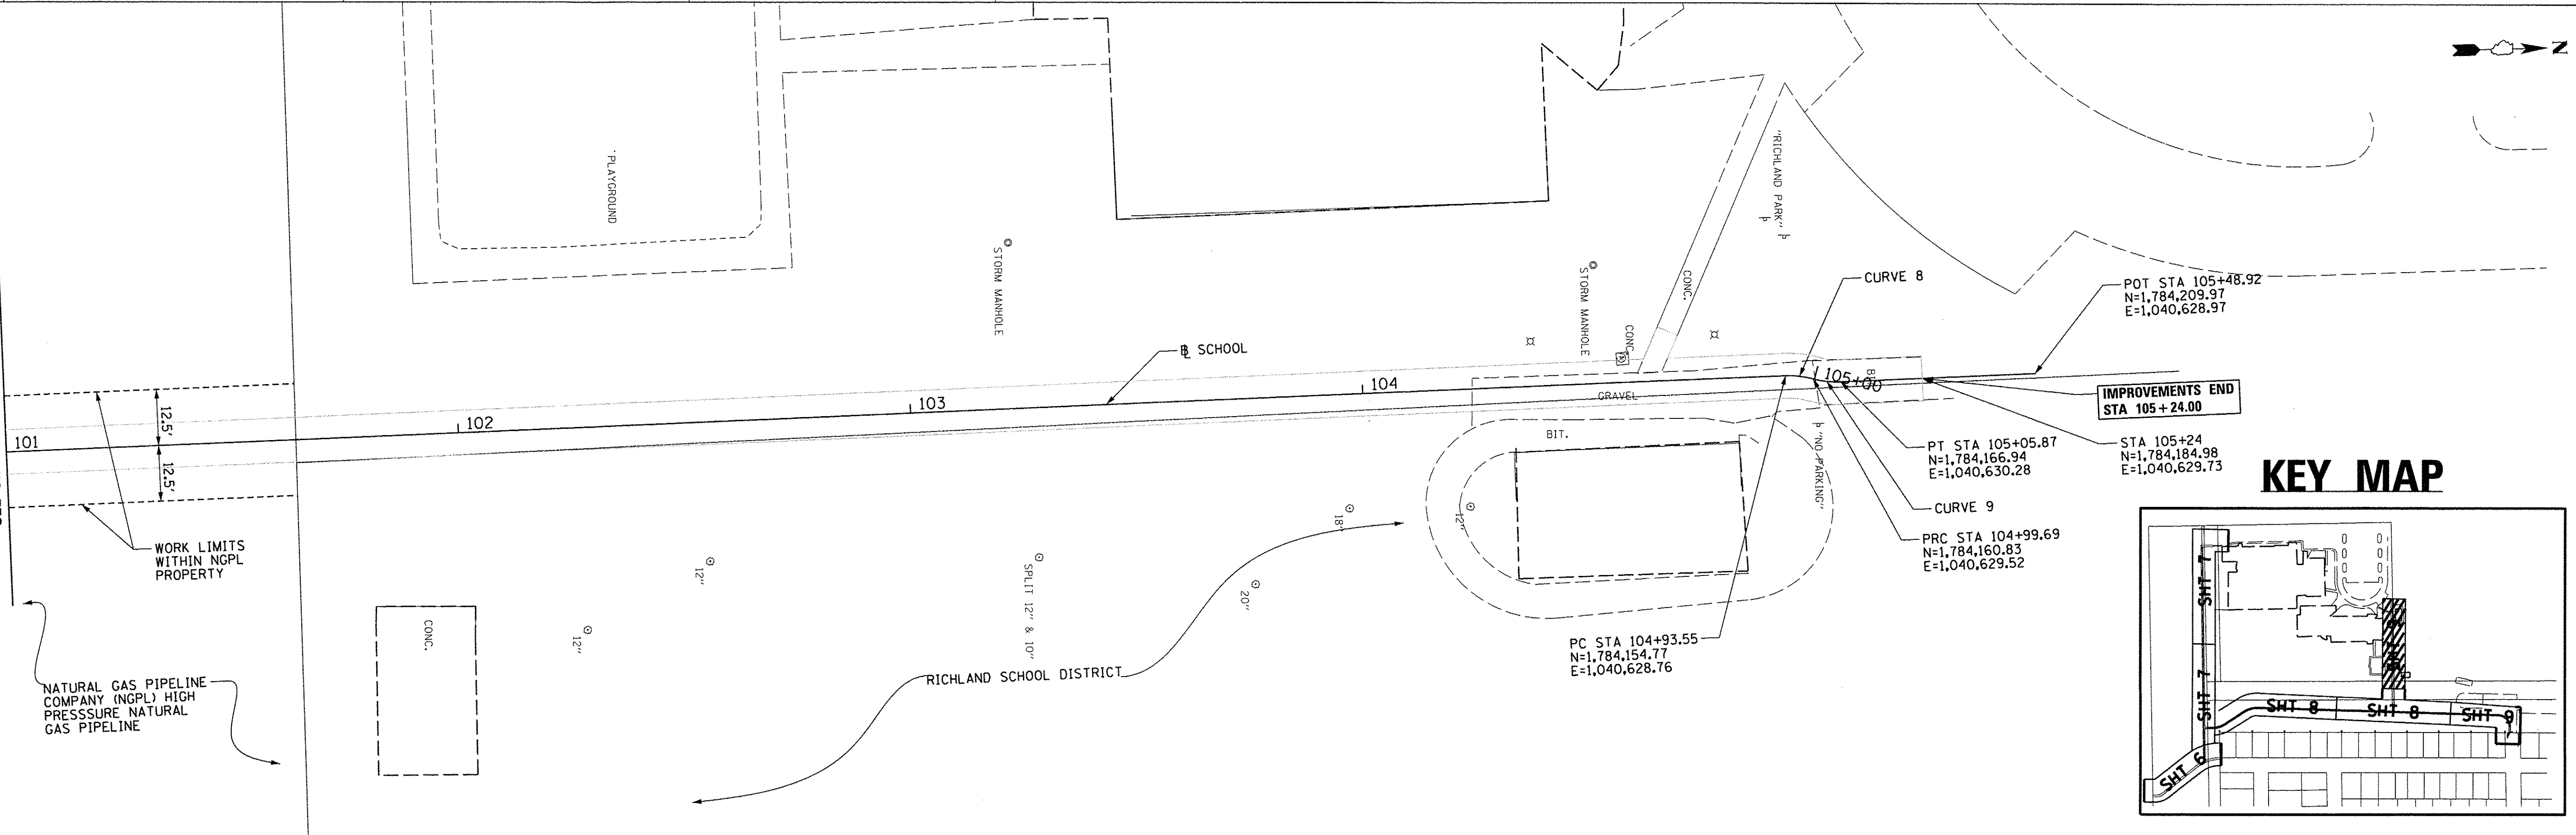 N
'PLAYGROUND
"RICHLAND PARK"
STORM MANHOLE
STORM MANHOLE
CONC.
CONC.
CURVE 8
POT STA 105+48.92
N=1,784,209.97
E=1,040,628.97
B SCHOOL
101
102
103
104
105+00
12.5'
12.5'
GRAVEL
BIT.
"NO PARKING"
IMPROVEMENTS END
STA 105+24.00
PT STA 105+05.87
N=1,784,166.94
E=1,040,630.28
STA 105+24
N=1,784,184.98
E=1,040,629.73
CURVE 9
PRC STA 104+99.69
N=1,784,160.83
E=1,040,629.52
PC STA 104+93.55
N=1,784,154.77
E=1,040,628.76
WORK LIMITS
WITHIN NGPL
PROPERTY
12"
12"
SPLIT 12" & 10"
20"
18"
12"
CONC.
RICHLAND SCHOOL DISTRICT
NATURAL GAS PIPELINE
COMPANY (NGPL) HIGH
PRESSSURE NATURAL
GAS PIPELINE
KEY MAP
SHT 7
SHT 7
SHT 8
SHT 8
SHT 9
SHT 6